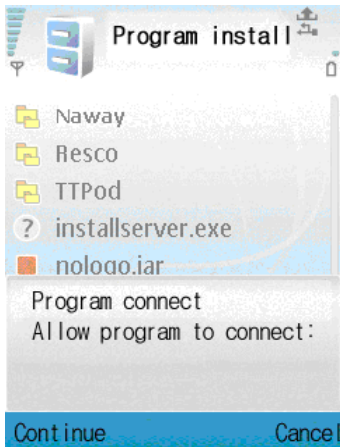 Program install
Naway
Resco
TTPod
? installserver.exe
nologo.jar
Program connect
Allow program to connect:
Continue
Cancel